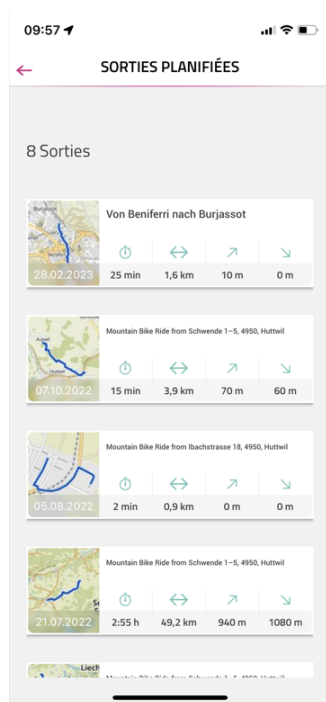 09:57
SORTIES PLANIFIÉES
8 Sorties
Burjassot
28.02.2023
Von Beniferri nach Burjassot
25 min 1,6 km 10 m 0 m
Huttwil
07.10.2022
Mountain Bike Ride from Schwende 1–5, 4950, Huttwil
15 min 3,9 km 70 m 60 m
05.08.2022
Mountain Bike Ride from Ibachstrasse 18, 4950, Huttwil
2 min 0,9 km 0 m 0 m
21.07.2022
Mountain Bike Ride from Schwende 1–5, 4950, Huttwil
2:55 h 49,2 km 940 m 1080 m
Liech